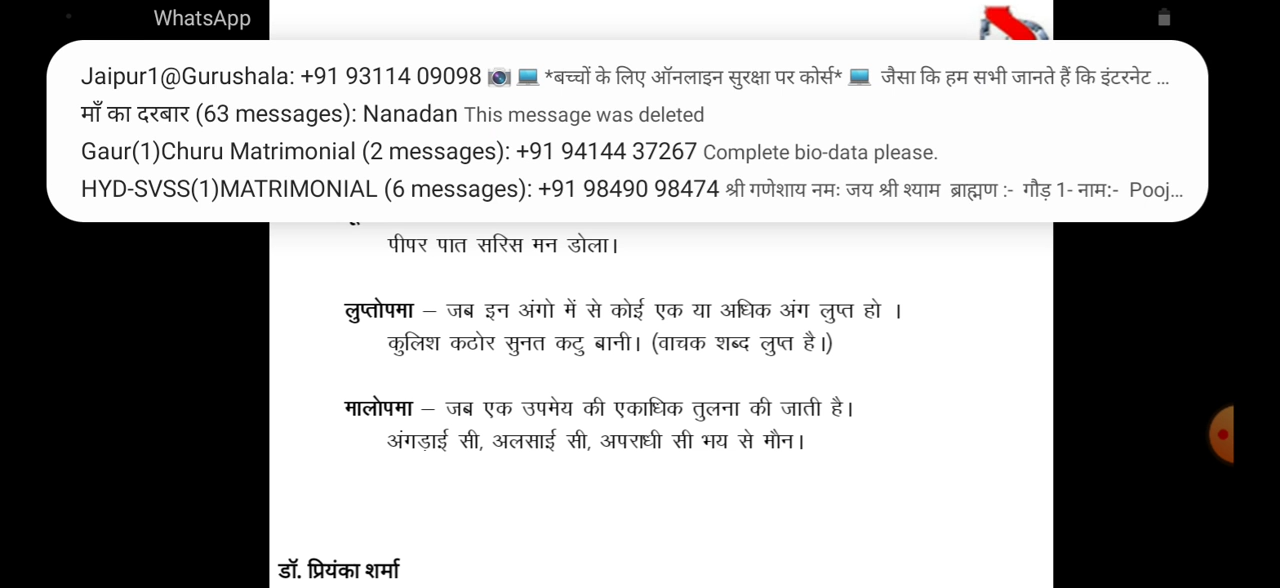 WhatsApp
Jaipur1@Gurushala: +91 93114 09098 📷 💻 *बच्चों के लिए ऑनलाइन सुरक्षा पर कोर्स* 💻 जैसा कि हम सभी जानते हैं कि इंटरनेट ...
माँ का दरबार (63 messages): Nanadan This message was deleted
Gaur(1)Churu Matrimonial (2 messages): +91 94144 37267 Complete bio-data please.
HYD-SVSS(1)MATRIMONIAL (6 messages): +91 98490 98474 श्री गणेशाय नमः जय श्री श्याम ब्राह्मण :- गौड़ 1- नाम:- Pooj...
पीपर पात सरिस मन डोला।
लुप्तोपमा – जब इन अंगो में से कोई एक या अधिक अंग लुप्त हो ।
कुलिश कठोर सुनत कटु बानी। (वाचक शब्द लुप्त है।)
मालोपमा – जब एक उपमेय की एकाधिक तुलना की जाती है।
अंगड़ाई सी, अलसाई सी, अपराधी सी भय से मौन।
डॉ. प्रियंका शर्मा